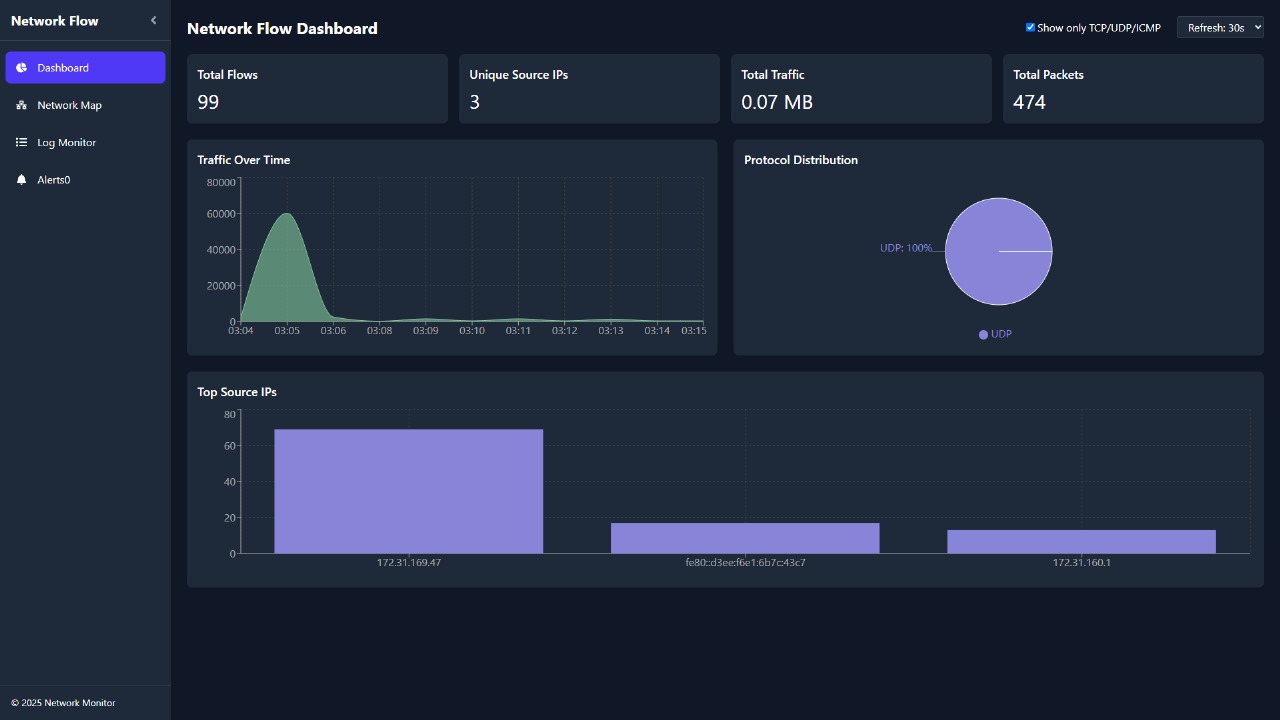 Network Flow
Dashboard
Network Map
Log Monitor
Alerts0
© 2025 Network Monitor
Network Flow Dashboard
Show only TCP/UDP/ICMP
Refresh: 30s
Total Flows
99
Unique Source IPs
3
Total Traffic
0.07 MB
Total Packets
474
Traffic Over Time
80000
60000
40000
20000
0
03:04 03:05 03:06 03:08 03:09 03:10 03:11 03:12 03:13 03:14 03:15
Protocol Distribution
UDP: 100%
UDP
Top Source IPs
80
60
40
20
0
172.31.169.47 fe80::d3ee:f6e1:6b7c:43c7 172.31.160.1